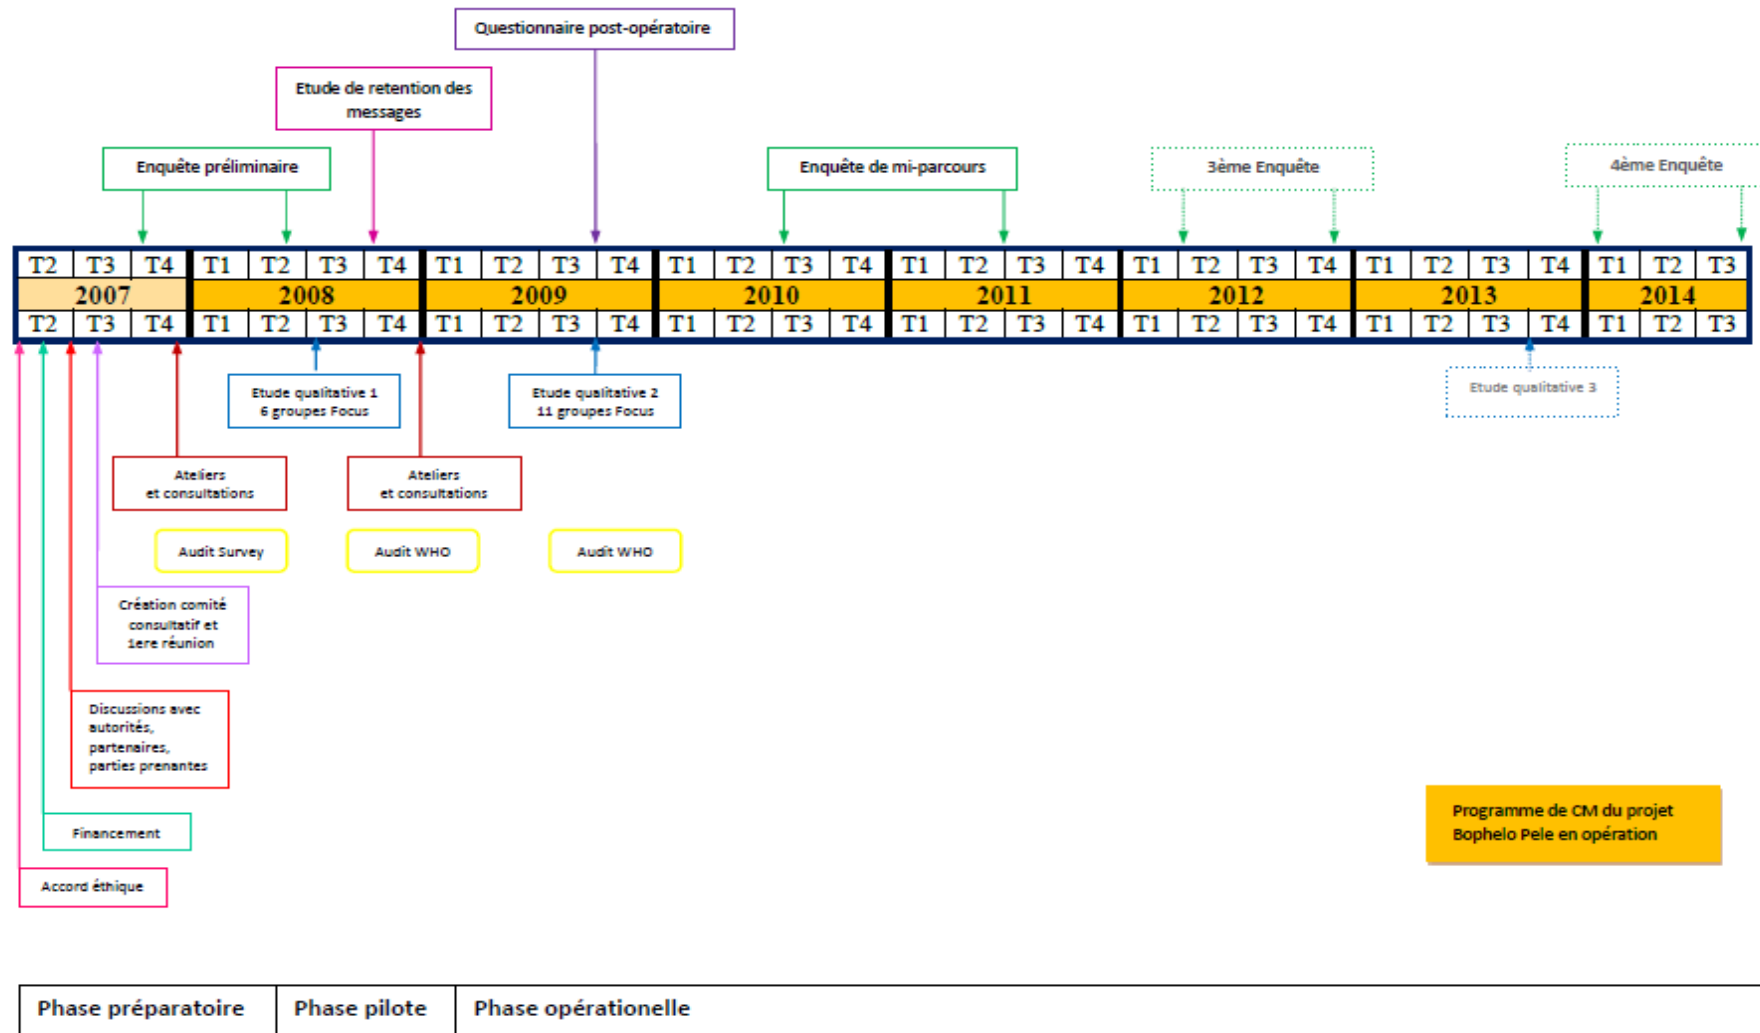 Questionnaire post-opératoire
Etude de retention des
messages
Enquête préliminaire
Enquête de mi-parcours
3ème Enquête
4ème Enquête
T2 T3 T4 T1 T2 T3 T4 T1 T2 T3 T4 T1 T2 T3 T4 T1 T2 T3 T4 T1 T2 T3 T4 T1 T2 T3 T4 T1 T2 T3
2007 2008 2009 2010 2011 2012 2013 2014
T2 T3 T4 T1 T2 T3 T4 T1 T2 T3 T4 T1 T2 T3 T4 T1 T2 T3 T4 T1 T2 T3 T4 T1 T2 T3 T4 T1 T2 T3
Etude qualitative 1
6 groupes Focus
Etude qualitative 2
11 groupes Focus
Etude qualitative 3
Ateliers
et consultations
Ateliers
et consultations
Audit Survey
Audit WHO
Audit WHO
Création comité
consultatif et
1ere réunion
Discussions avec
autorités,
partenaires,
parties prenantes
Financement
Accord éthique
Programme de CM du projet
Bophelo Pele en opération
Phase préparatoire
Phase pilote
Phase opérationelle